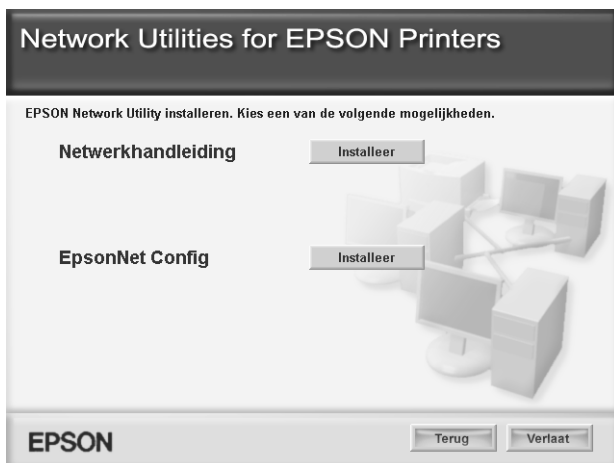 Network Utilities for EPSON Printers
EPSON Network Utility installeren. Kies een van de volgende mogelijkheden.
Netwerkhandleiding
Installeer
EpsonNet Config
Installeer
EPSON
Terug
Verlaat